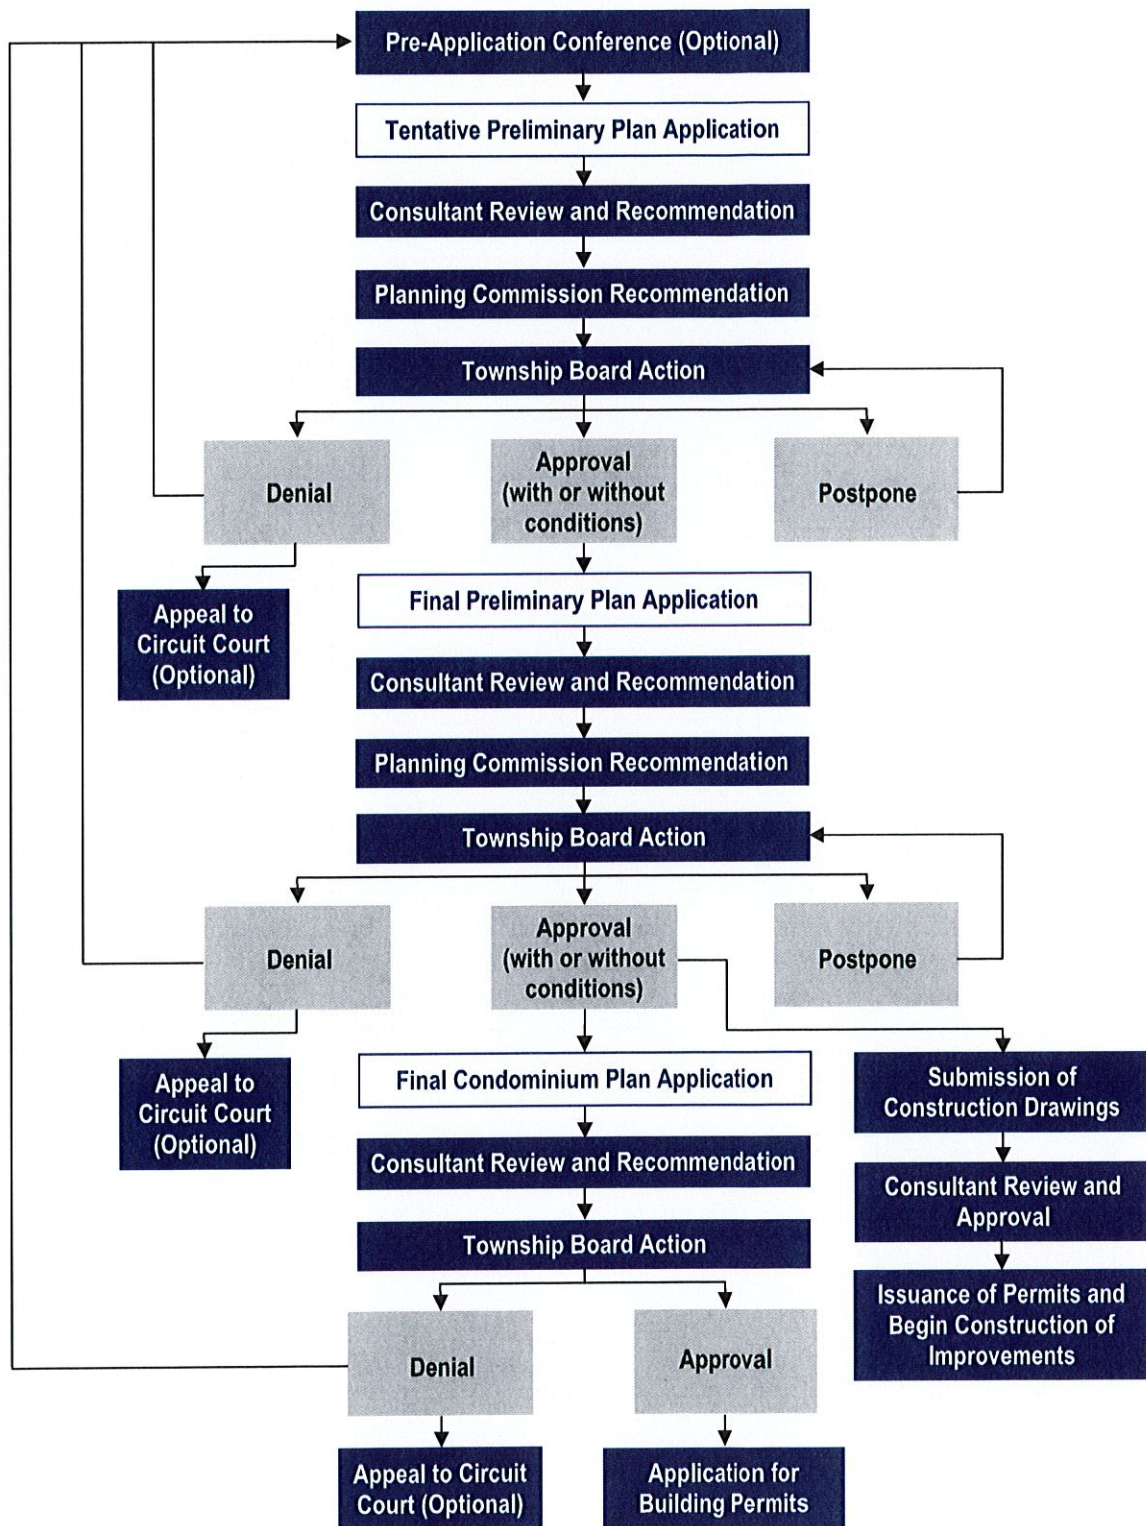 Pre-Application Conference (Optional)
Tentative Preliminary Plan Application
Consultant Review and Recommendation
Planning Commission Recommendation
Township Board Action
Denial
Approval
(with or without
conditions)
Postpone
Appeal to
Circuit Court
(Optional)
Final Preliminary Plan Application
Consultant Review and Recommendation
Planning Commission Recommendation
Township Board Action
Denial
Approval
(with or without
conditions)
Postpone
Appeal to
Circuit Court
(Optional)
Final Condominium Plan Application
Submission of
Construction Drawings
Consultant Review and Recommendation
Consultant Review and
Approval
Township Board Action
Issuance of Permits and
Begin Construction of
Improvements
Denial
Approval
Appeal to Circuit
Court (Optional)
Application for
Building Permits